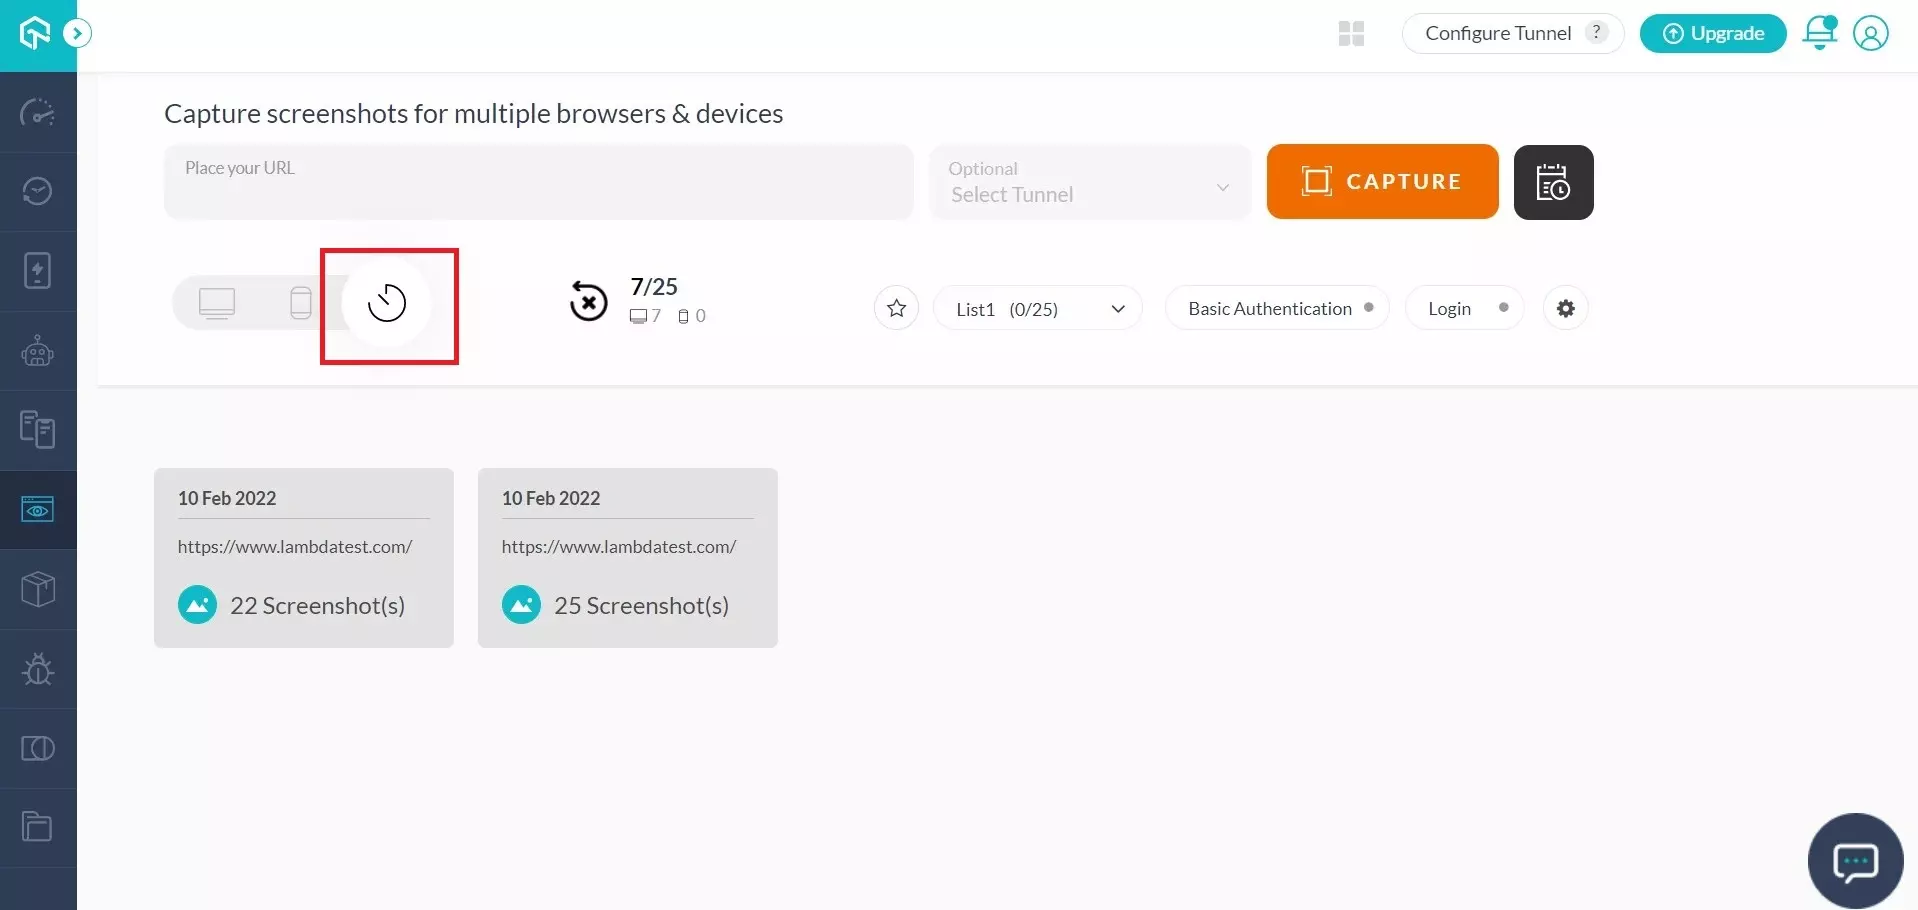 Configure Tunnel ?
Upgrade
Capture screenshots for multiple browsers & devices
Place your URL
Optional
Select Tunnel
CAPTURE
7/25
7 0
List1 (0/25)
Basic Authentication
Login
10 Feb 2022
https://www.lambdatest.com/
22 Screenshot(s)
10 Feb 2022
https://www.lambdatest.com/
25 Screenshot(s)